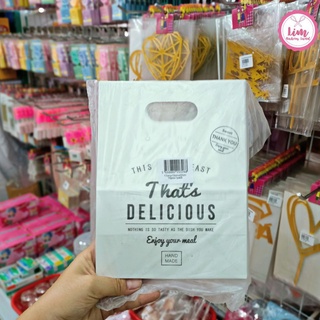 Lim
THANK YOU
THIS
AST
That's
DELICIOUS
NOTHING IS SO TASTY AS THE DISH YOU MAKE
Enjoy your meal
HAND
MADE